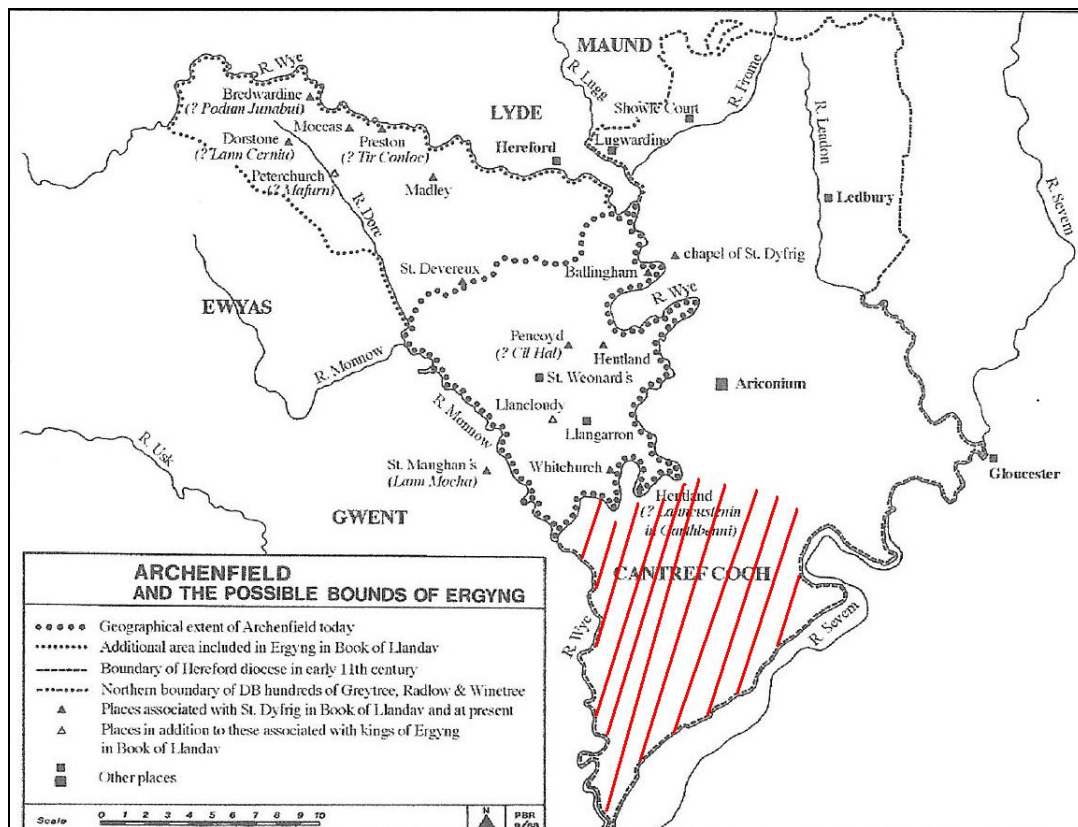 MAUND
R. Wye
R. Lugg
R. Frome
Bredwardine
(? Podum Junabui)
Showle Court
LYDE
R. Leadon
Moccas
Preston
(? Tir Conloc)
Dorstone
(? Lann Cerniu)
Hereford
Lugwardine
Peterchurch
(? Mafurn)
Madley
R. Severn
Ledbury
R. Dore
chapel of St. Dyfrig
St. Devereux
Ballingham
EWYAS
R. Wye
Pencoyd
(? Cil Hal)
Hentland
R. Monnow
St. Weonard's
Ariconium
R. Monnow
Llancloudy
Llangarron
R. Usk
St. Maughan's
(Lann Mocha)
Whitchurch
Gloucester
Hentland
(? Lanncustenin
in Garthbenni)
GWENT
CANTREF COCH
R. Wye
R. Severn
ARCHENFIELD
AND THE POSSIBLE BOUNDS OF ERGYNG
Geographical extent of Archenfield today
Additional area included in Ergyng in Book of Llandav
Boundary of Hereford diocese in early 11th century
Northern boundary of DB hundreds of Greytree, Radlow & Winetree
Places associated with St. Dyfrig in Book of Llandav and at present
Places in addition to these associated with kings of Ergyng
in Book of Llandav
Other places
Scale 0 1 2 3 4 5 6 7 8 9 10
N
PBR